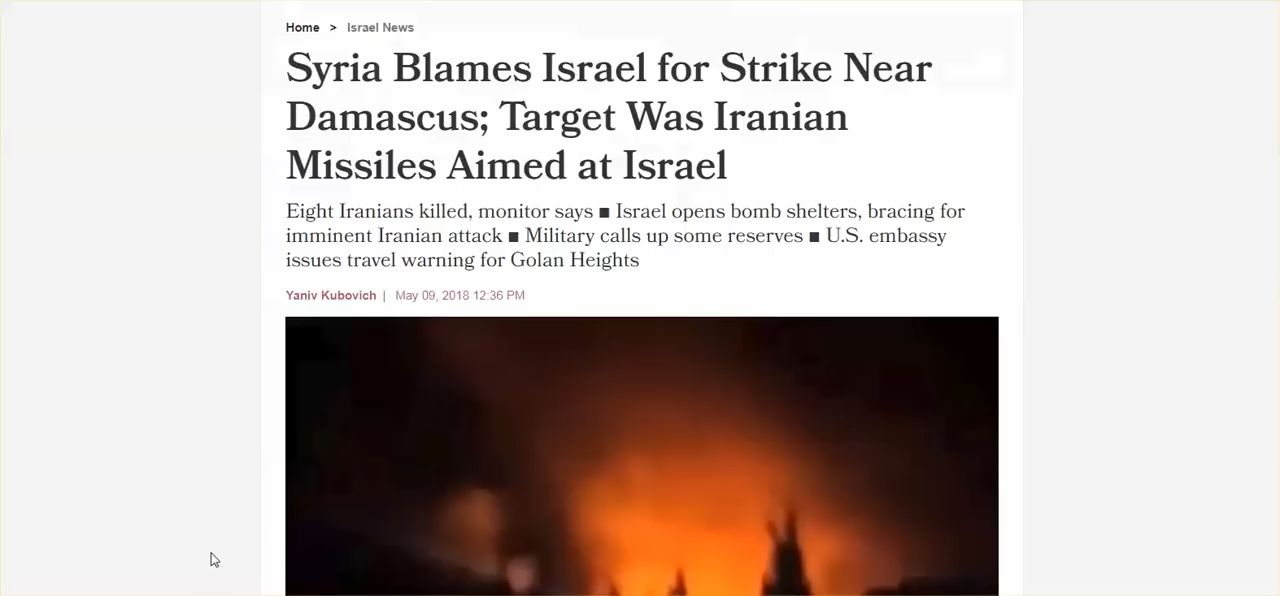 Home > Israel News
Syria Blames Israel for Strike Near
Damascus; Target Was Iranian
Missiles Aimed at Israel
Eight Iranians killed, monitor says ■ Israel opens bomb shelters, bracing for
imminent Iranian attack ■ Military calls up some reserves ■ U.S. embassy
issues travel warning for Golan Heights
Yaniv Kubovich | May 09, 2018 12:36 PM